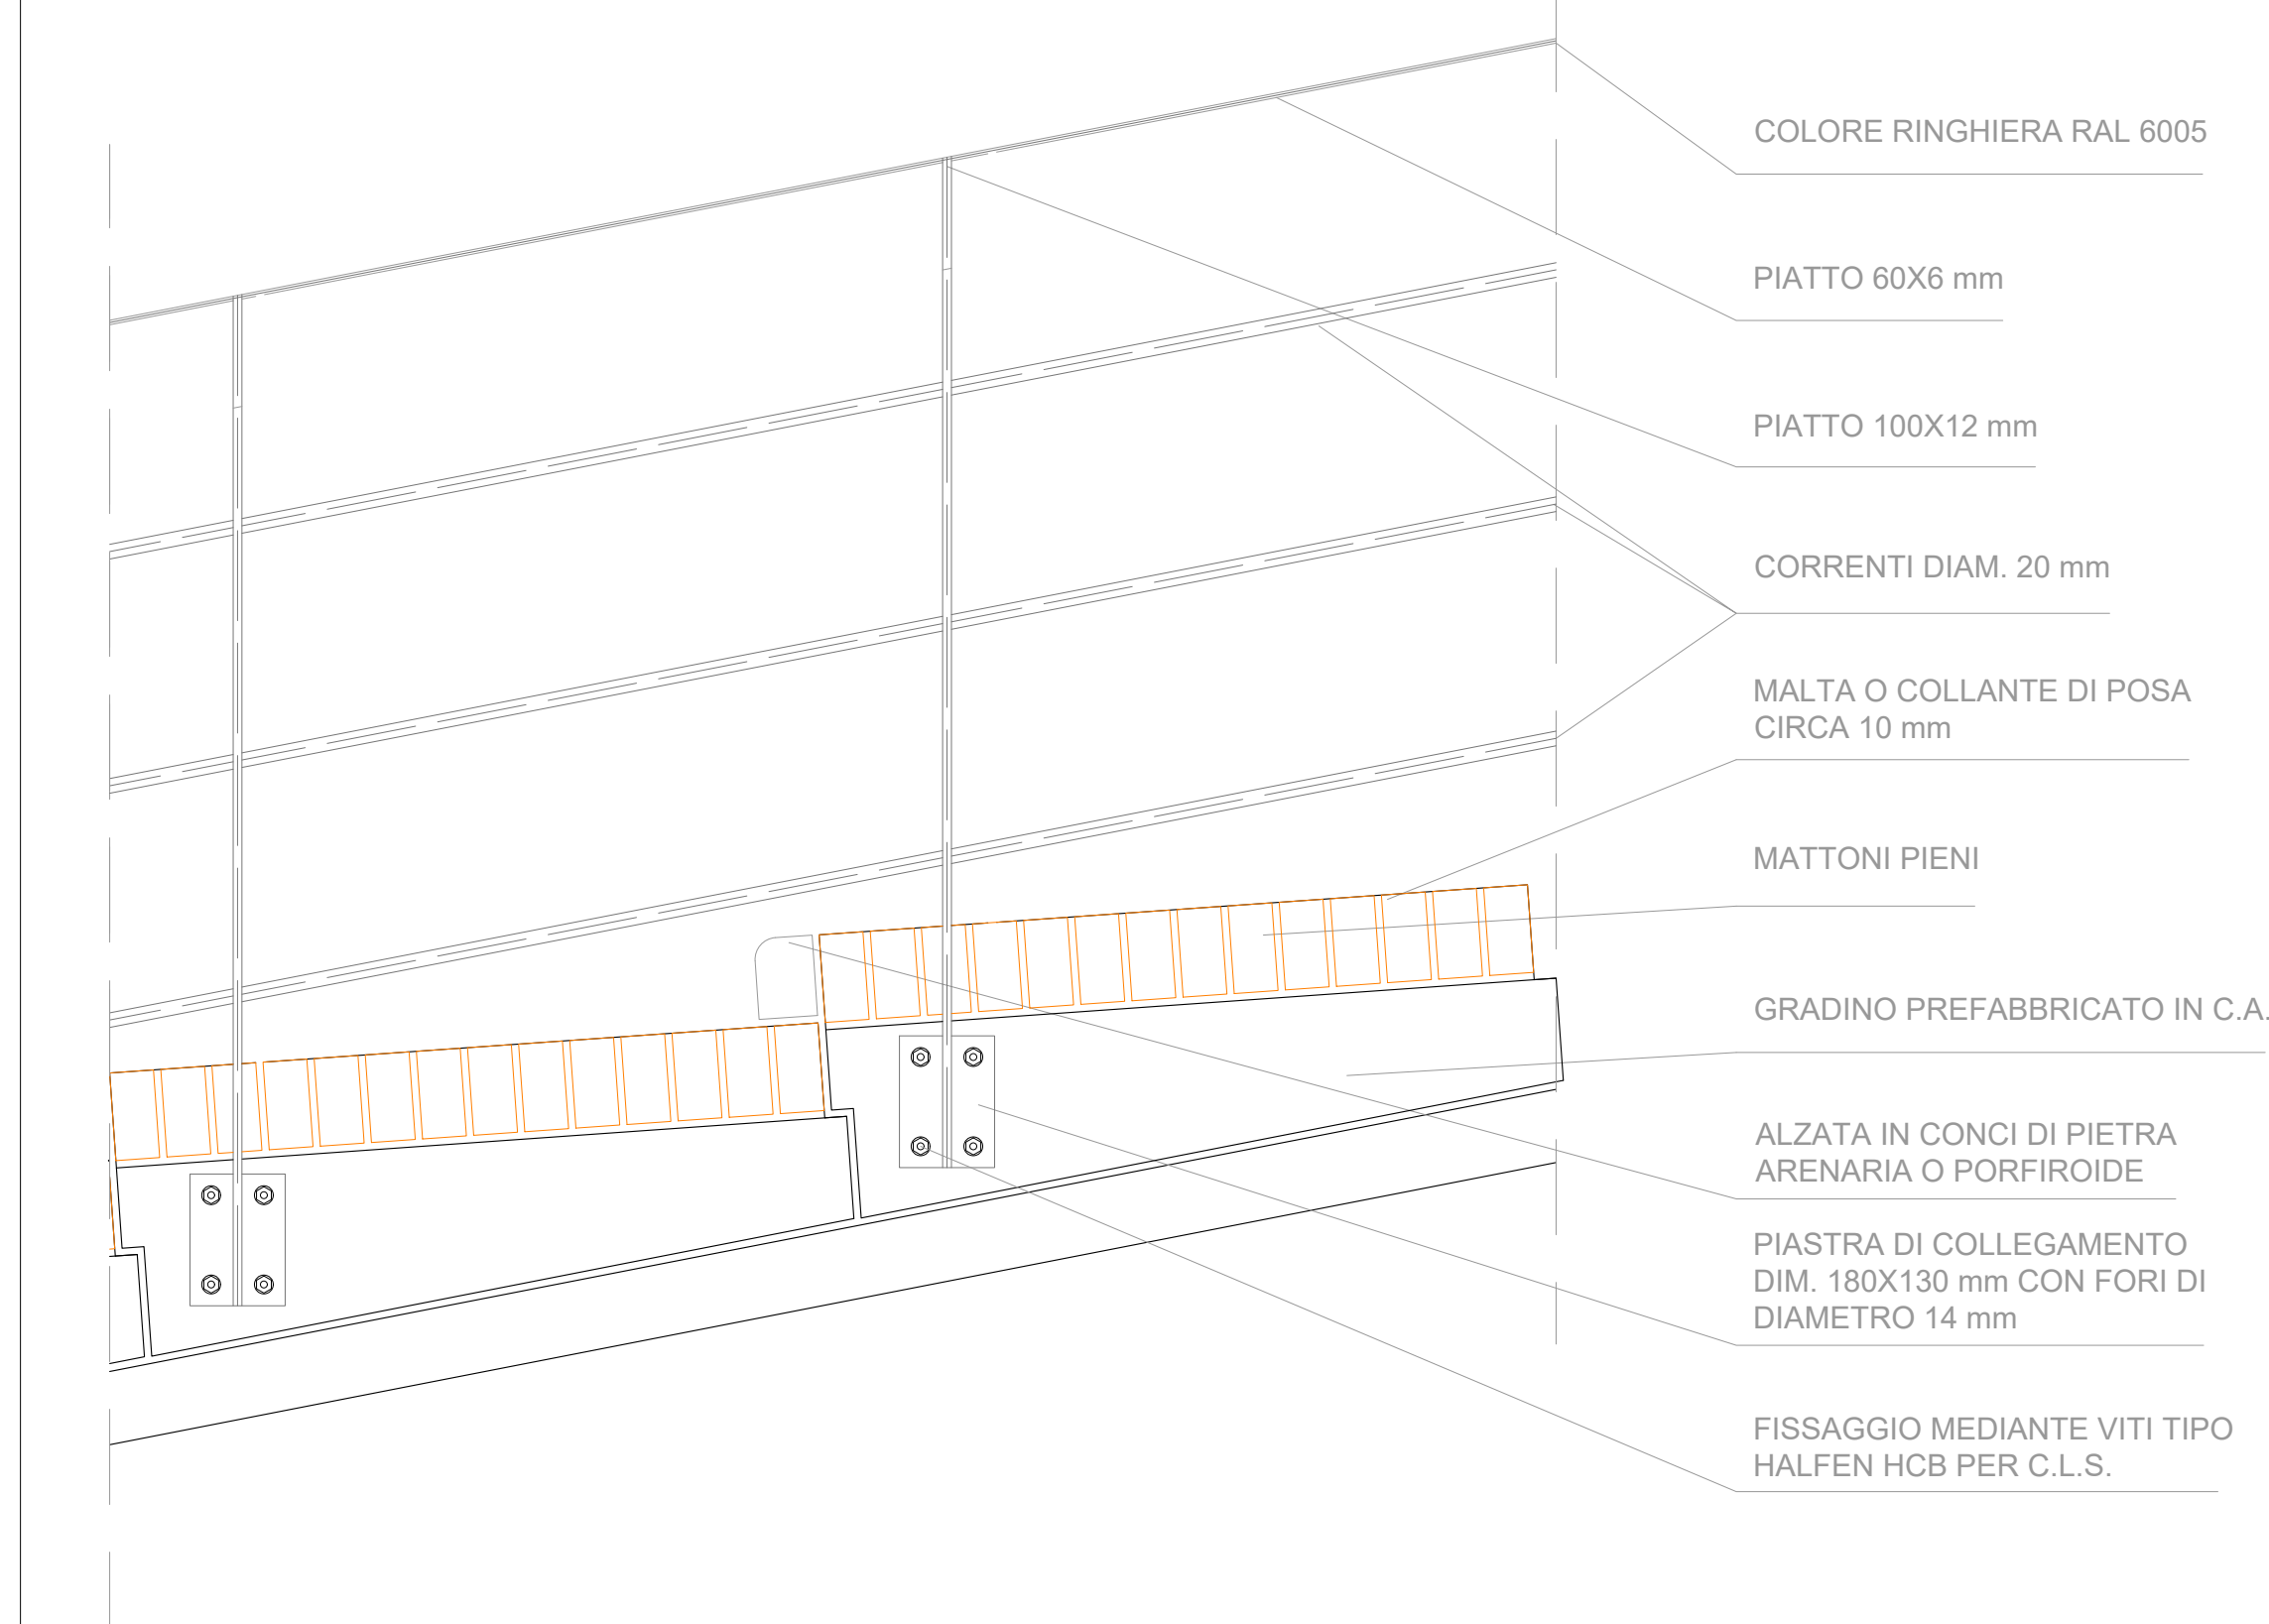 COLORE RINGHIERA RAL 6005
PIATTO 60X6 mm
PIATTO 100X12 mm
CORRENTI DIAM. 20 mm
MALTA O COLLANTE DI POSA
CIRCA 10 mm
MATTONI PIENI
GRADINO PREFABBRICATO IN C.A.
ALZATA IN CONCI DI PIETRA
ARENARIA O PORFIROIDE
PIASTRA DI COLLEGAMENTO
DIM. 180X130 mm CON FORI DI
DIAMETRO 14 mm
FISSAGGIO MEDIANTE VITI TIPO
HALFEN HCB PER C.L.S.